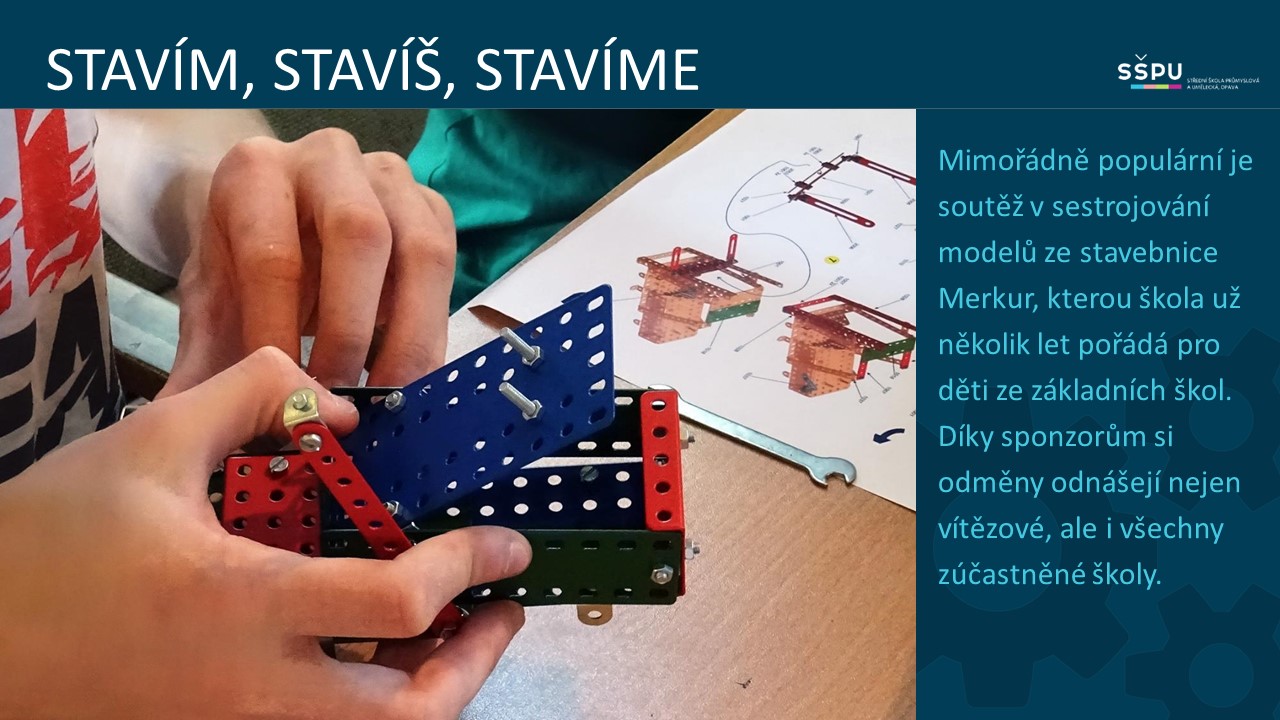 STAVÍM, STAVÍŠ, STAVÍME
SŠPU
STŘEDNÍ ŠKOLA PRŮMYSLOVÁ
A UMĚLECKÁ, OPAVA
Mimořádně populární je
soutěž v sestrojování
modelů ze stavebnice
Merkur, kterou škola už
několik let pořádá pro
děti ze základních škol.
Díky sponzorům si
odměny odnášejí nejen
vítězové, ale i všechny
zúčastněné školy.